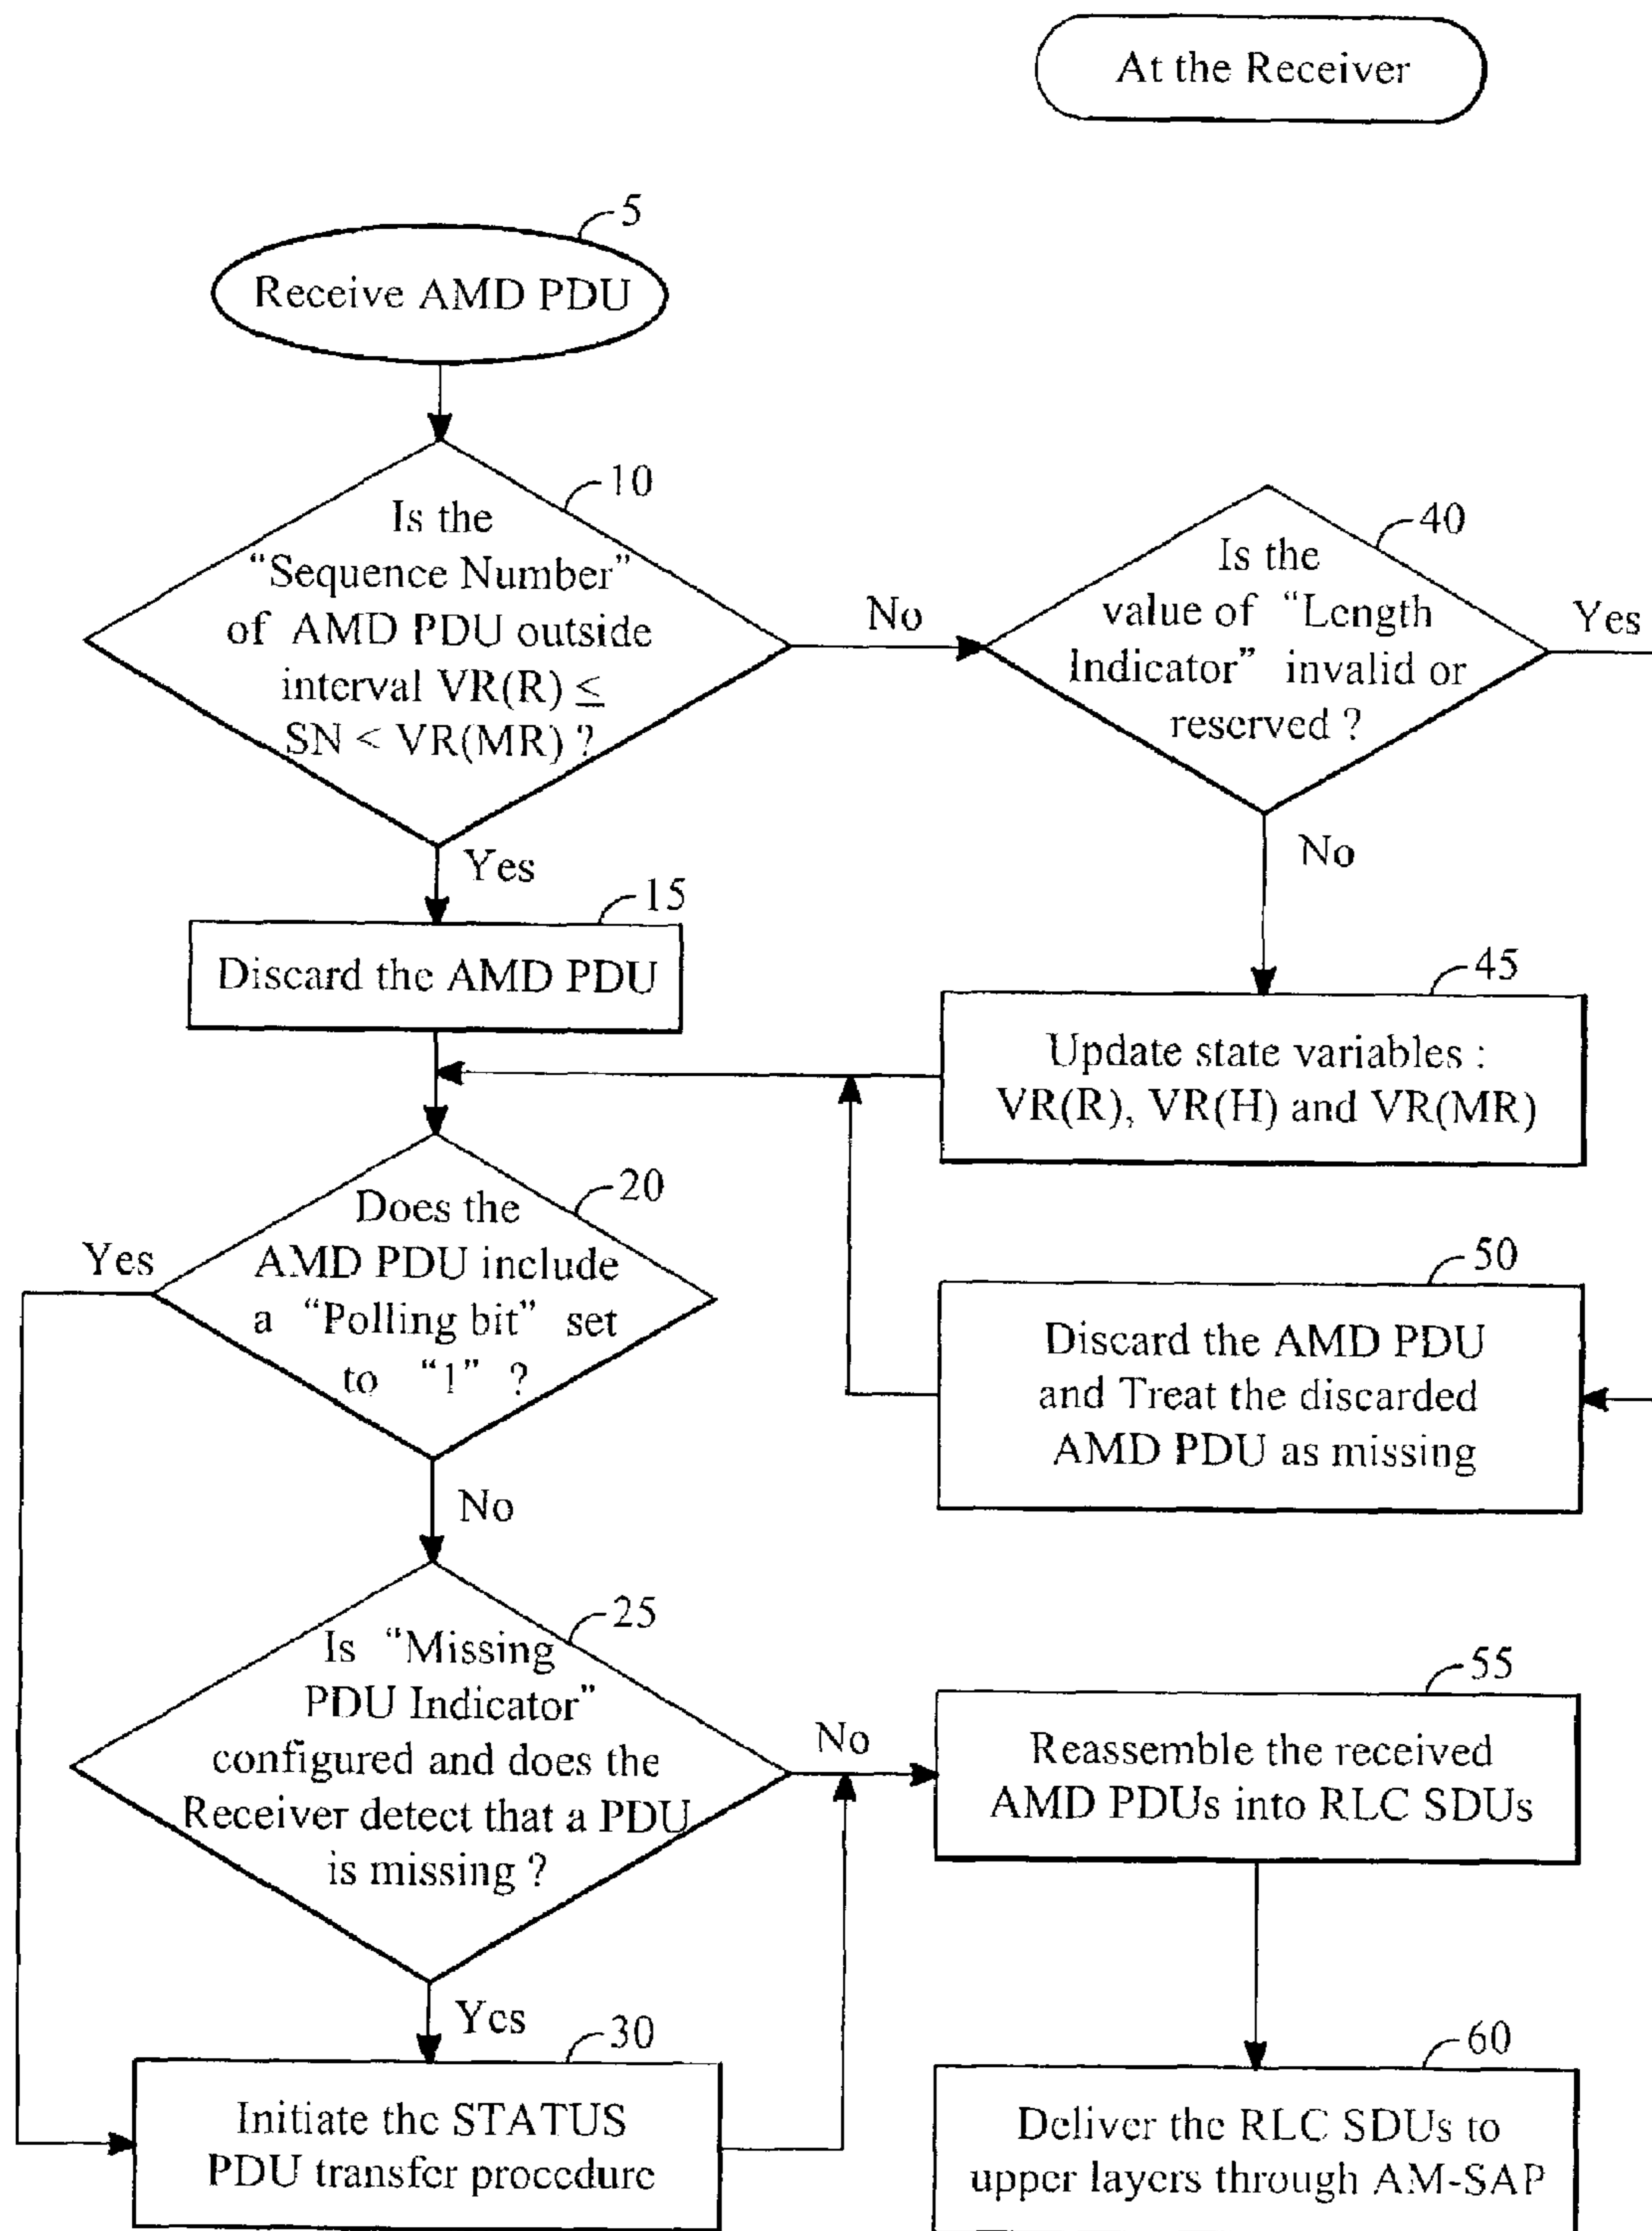 At the Receiver
5
Receive AMD PDU
10
Is the
“Sequence Number”
of AMD PDU outside
interval VR(R) ≤
SN < VR(MR) ?
No
40
Is the
value of “Length
Indicator” invalid or
reserved ?
Yes
Yes
No
15
Discard the AMD PDU
45
Update state variables :
VR(R), VR(H) and VR(MR)
20
Does the
AMD PDU include
a “Polling bit” set
to “1” ?
Yes
No
50
Discard the AMD PDU
and Treat the discarded
AMD PDU as missing
25
Is “Missing
PDU Indicator”
configured and does the
Receiver detect that a PDU
is missing ?
No
Yes
55
Reassemble the received
AMD PDUs into RLC SDUs
30
Initiate the STATUS
PDU transfer procedure
60
Deliver the RLC SDUs to
upper layers through AM-SAP